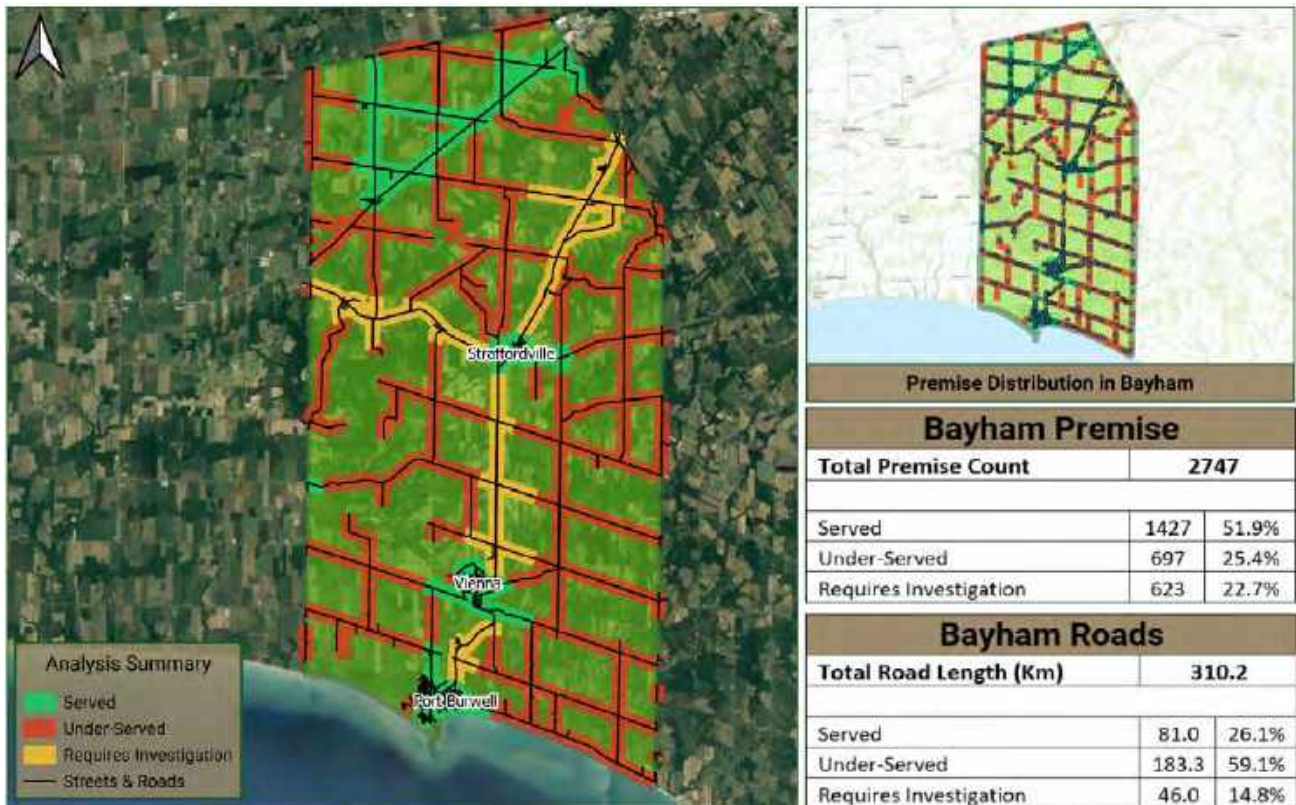 Straffordville
Vienna
Port Burwell
Analysis Summary
Served
Under-Served
Requires Investigation
Streets & Roads
Premise Distribution in Bayham
Bayham Premise
Total Premise Count 2747
Served 1427 51.9%
Under-Served 697 25.4%
Requires Investigation 623 22.7%
Bayham Roads
Total Road Length (Km) 310.2
Served 81.0 26.1%
Under-Served 183.3 59.1%
Requires Investigation 46.0 14.8%